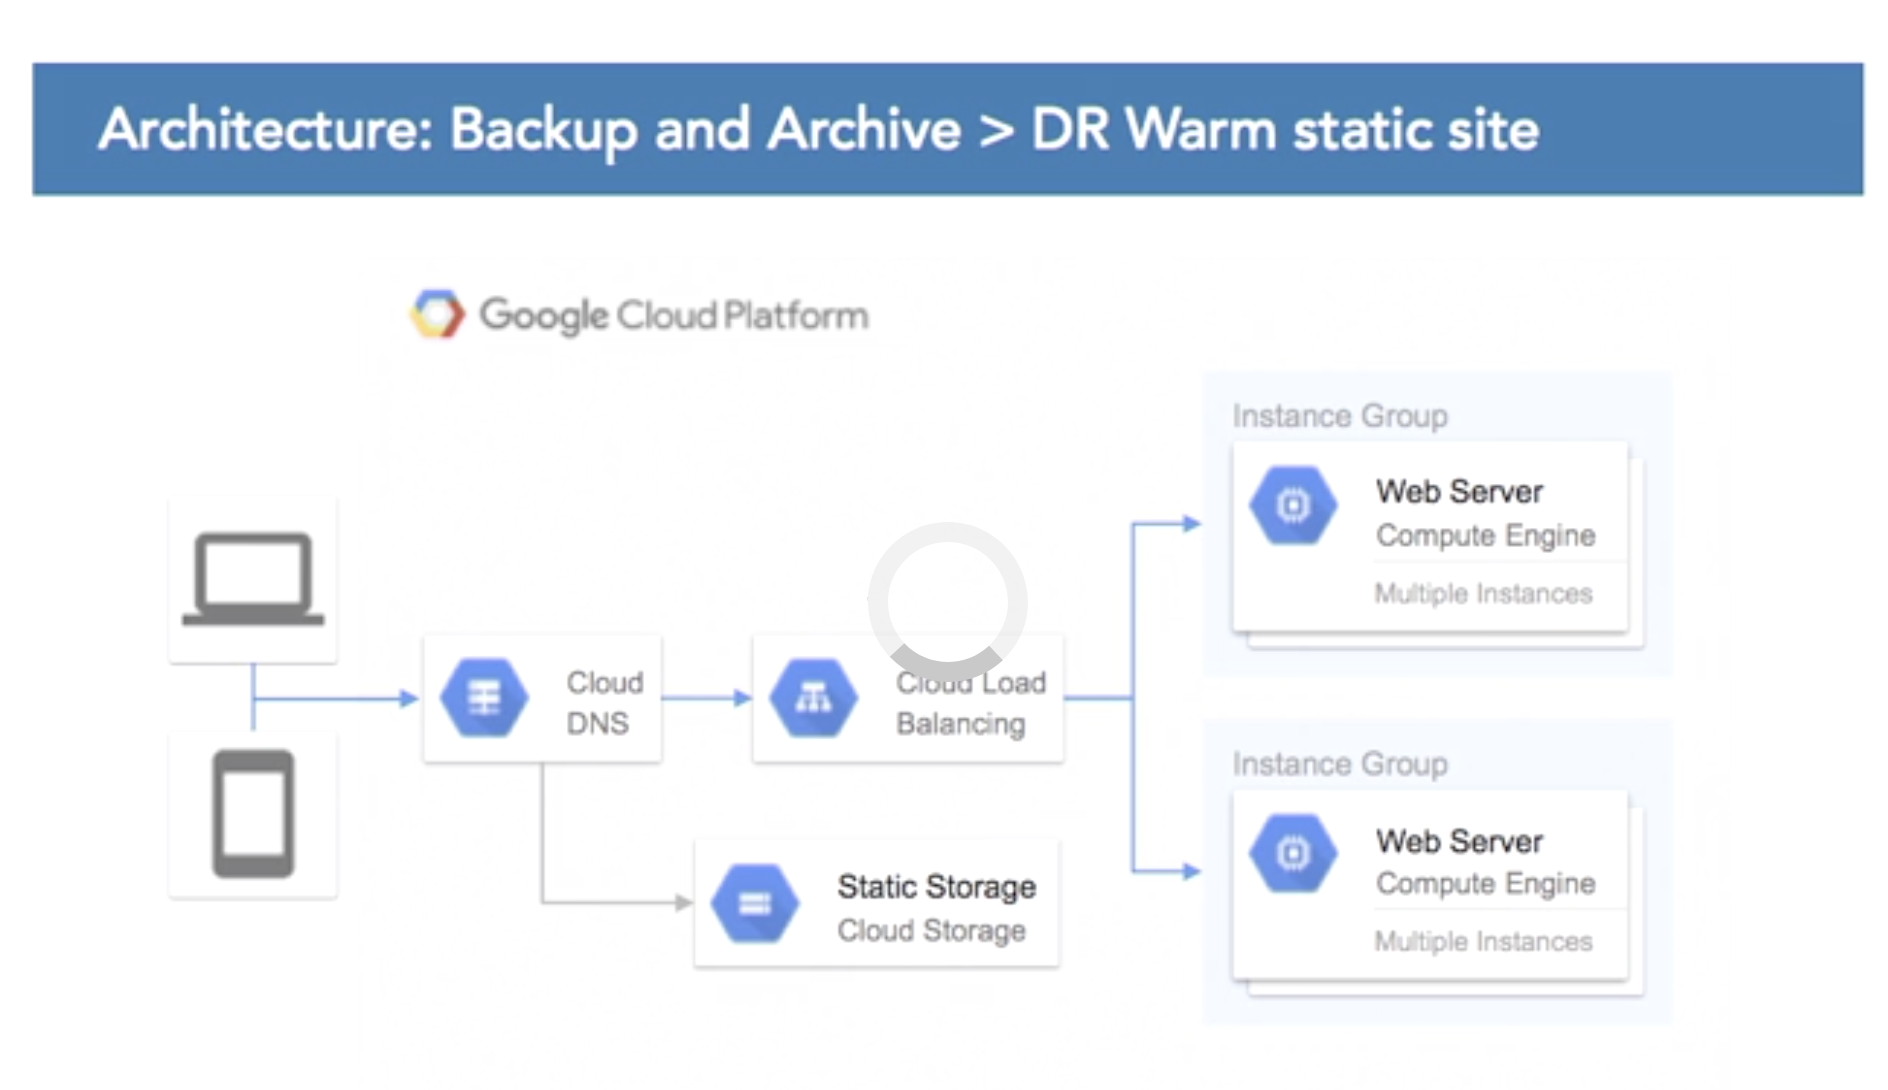 Architecture: Backup and Archive > DR Warm static site
Google Cloud Platform
Instance Group
Web Server
Compute Engine
Multiple Instances
Cloud
DNS
Cloud Load
Balancing
Static Storage
Cloud Storage
Instance Group
Web Server
Compute Engine
Multiple Instances